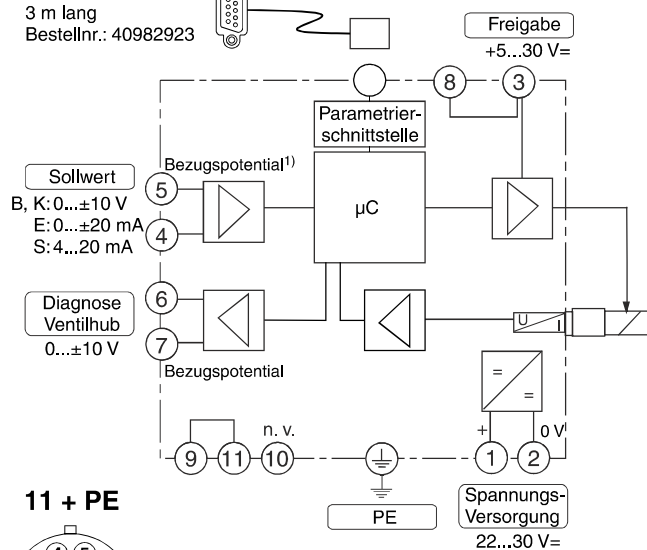 3 m lang
Bestellnr.: 40982923
Freigabe
+5...30 V=
8
3
Parametrier-
schnittstelle
Bezugspotential¹⁾
Sollwert
B, K: 0...±10 V
E: 0...±20 mA
S: 4...20 mA
5
4
µC
6
7
Diagnose
Ventilhub
0...±10 V
Bezugspotential
U
I
=
=
+
0 V
n. v.
9
11
10
1
2
11 + PE
PE
Spannungs-
Versorgung
22...30 V=
4
5